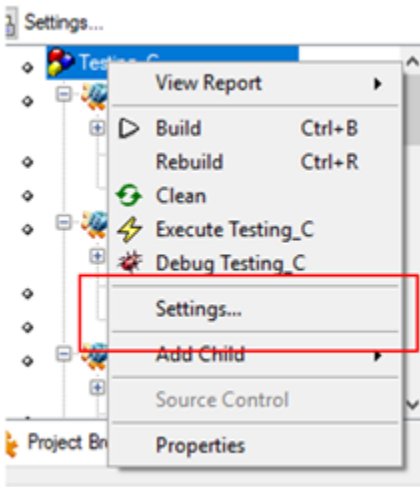 Settings...
Testing_C
View Report
Build Ctrl+B
Rebuild Ctrl+R
Clean
Execute Testing_C
Debug Testing_C
Settings...
Add Child
Source Control
Project Br
Properties